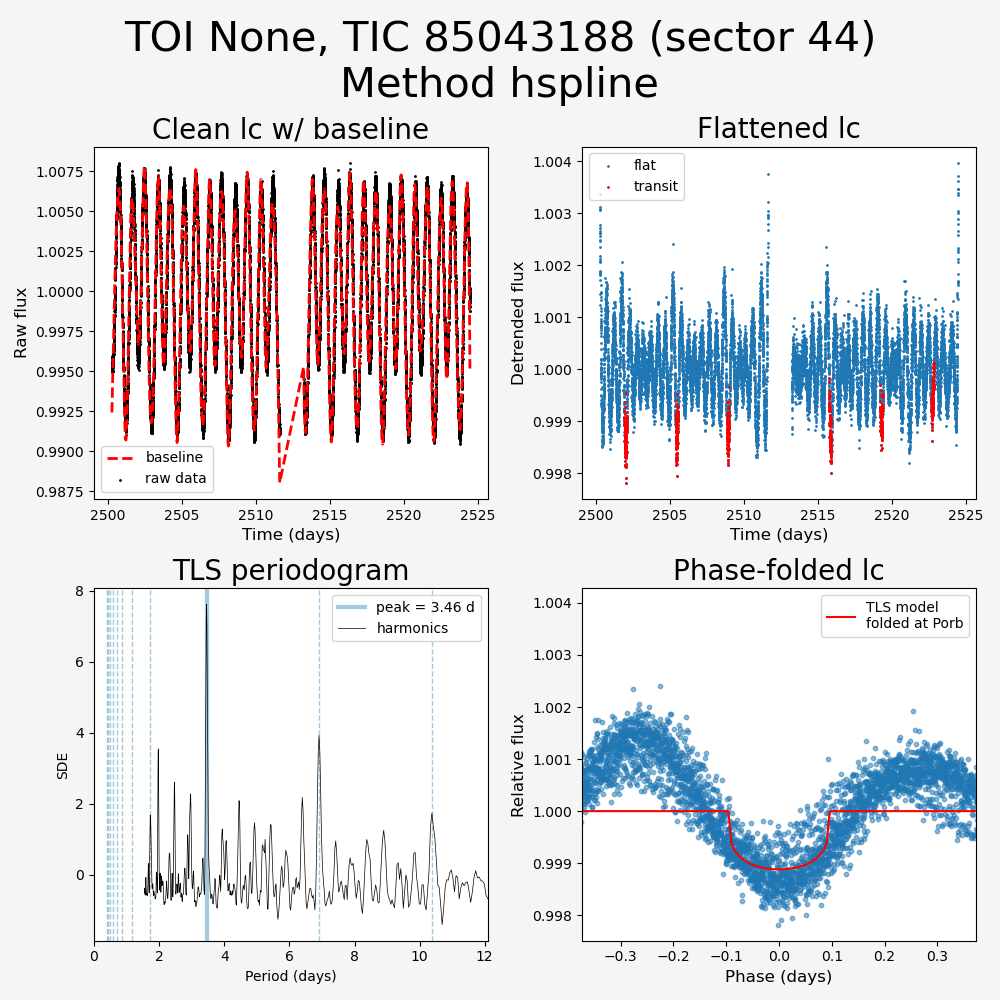 TOI None, TIC 85043188 (sector 44)
Method hspline
Clean lc w/ baseline
Raw flux
1.0075
1.0050
1.0025
1.0000
0.9975
0.9950
0.9925
0.9900
0.9875
baseline
raw data
2500
2505
2510
2515
2520
2525
Time (days)
Flattened lc
Detrended flux
1.004
1.003
1.002
1.001
1.000
0.999
0.998
flat
transit
2500
2505
2510
2515
2520
2525
Time (days)
TLS periodogram
SDE
8
6
4
2
0
peak = 3.46 d
harmonics
0
2
4
6
8
10
12
Period (days)
Phase-folded lc
Relative flux
1.004
1.003
1.002
1.001
1.000
0.999
0.998
TLS model
folded at Porb
−0.3
−0.2
−0.1
0.0
0.1
0.2
0.3
Phase (days)